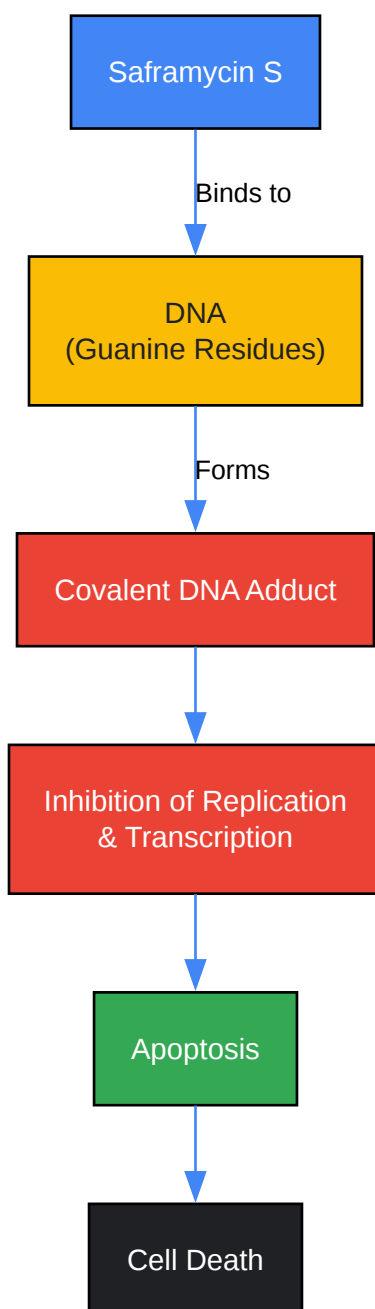 Saframycin S
Binds to
DNA
(Guanine Residues)
Forms
Covalent DNA Adduct
Inhibition of Replication
& Transcription
Apoptosis
Cell Death